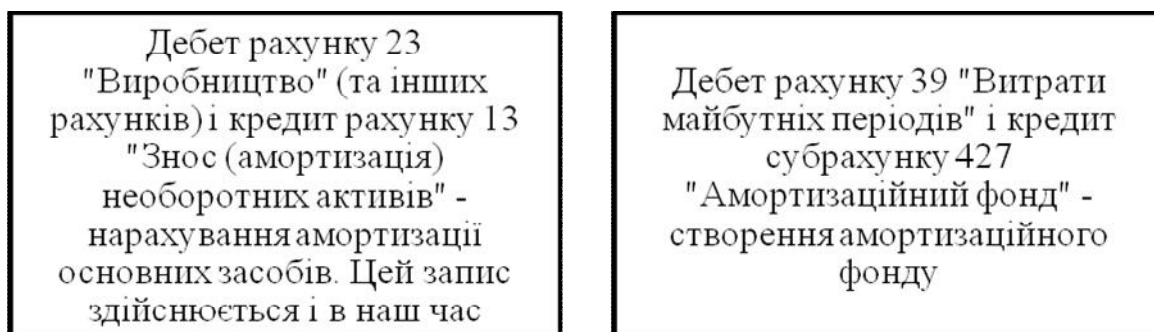 Дебет рахунку 23
"Виробництво" (та інших
рахунків) і кредит рахунку 13
"Знос (амортизація)
необоротних активів" -
нарахування амортизації
основних засобів. Цей запис
здійснюється і в наш час
Дебет рахунку 39 "Витрати
майбутніх періодів" і кредит
субрахунку 427
"Амортизаційний фонд" -
створення амортизаційного
фонду